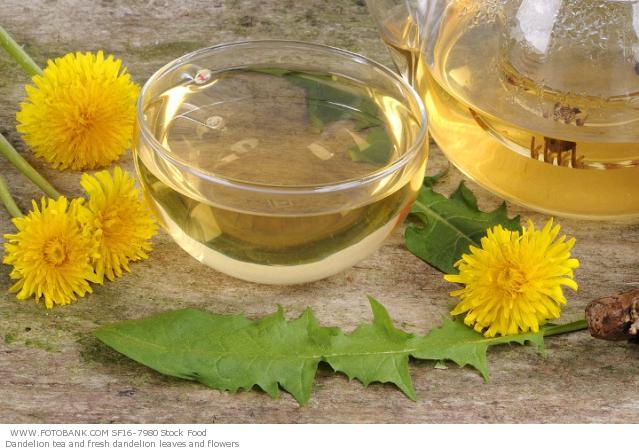 WWW.FOTOBANK.COM SF16-7980 Stock Food
Dandelion tea and fresh dandelion leaves and flowers